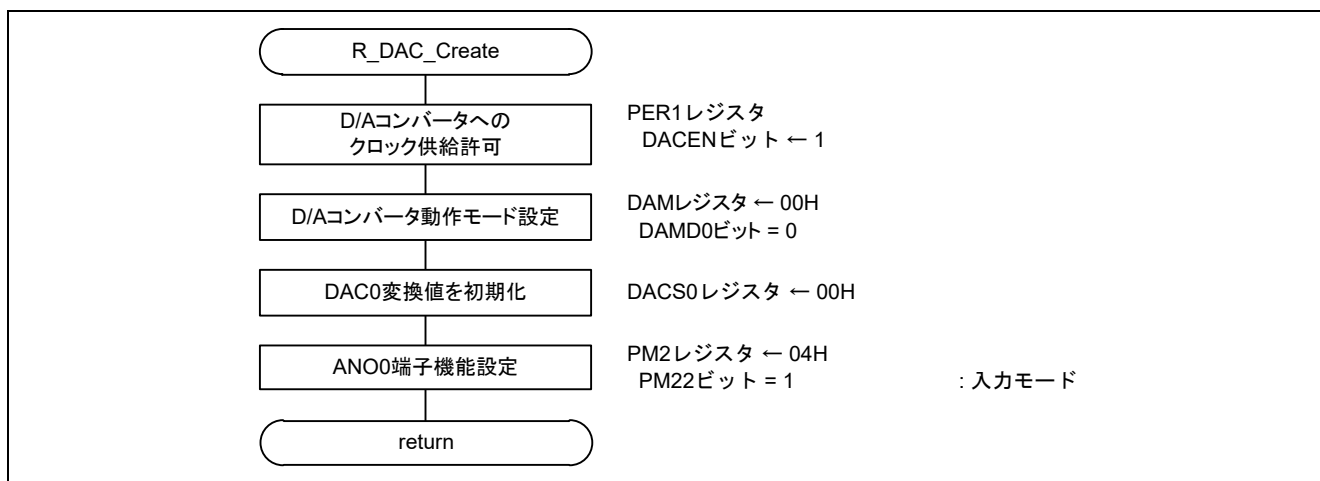 R_DAC_Create
D/Aコンバータへの
クロック供給許可
PER1レジスタ
DACENビット ← 1
D/Aコンバータ動作モード設定
DAMレジスタ ← 00H
DAMD0ビット = 0
DAC0変換値を初期化
DACS0レジスタ ← 00H
ANO0端子機能設定
PM2レジスタ ← 04H
PM22ビット = 1 : 入力モード
return